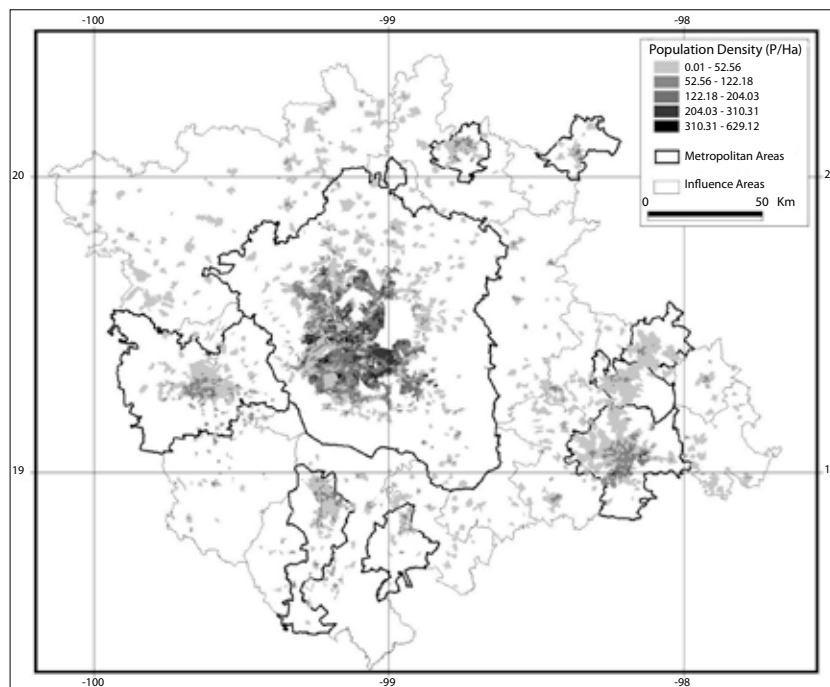 -100 -99 -98
Population Density (P/Ha)
0.01 - 52.56
52.56 - 122.18
122.18 - 204.03
204.03 - 310.31
310.31 - 629.12
Metropolitan Areas
Influence Areas
0 50 Km
20 2
19 1
-100 -99 -98